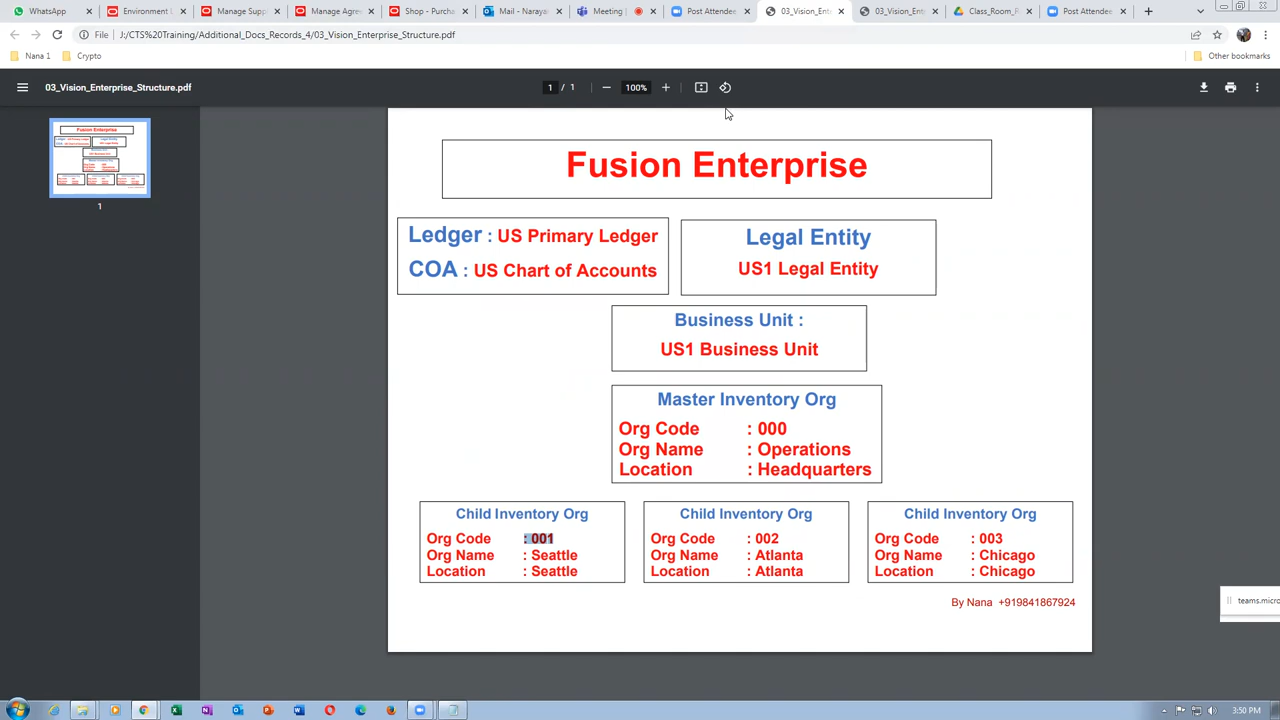 WhatsApp
Environment L
Manage Supp
Manage Agree
Shop - Purcha
Mail - Narayan
Meeting
Post Attendee
03_Vision_Ente
03_Vision_Ente
Class_Room_P
Post Attendee
File | J:/CTS%20Training/Additional_Docs_Records_4/03_Vision_Enterprise_Structure.pdf
Nana 1
Crypto
Other bookmarks
03_Vision_Enterprise_Structure.pdf
1 / 1
100%
1
Fusion Enterprise
Ledger : US Primary Ledger
COA : US Chart of Accounts
Legal Entity
US1 Legal Entity
Business Unit :
US1 Business Unit
Master Inventory Org
Org Code : 000
Org Name : Operations
Location : Headquarters
Child Inventory Org
Org Code : 001
Org Name : Seattle
Location : Seattle
Child Inventory Org
Org Code : 002
Org Name : Atlanta
Location : Atlanta
Child Inventory Org
Org Code : 003
Org Name : Chicago
Location : Chicago
By Nana +919841867924
teams.micro
3:50 PM